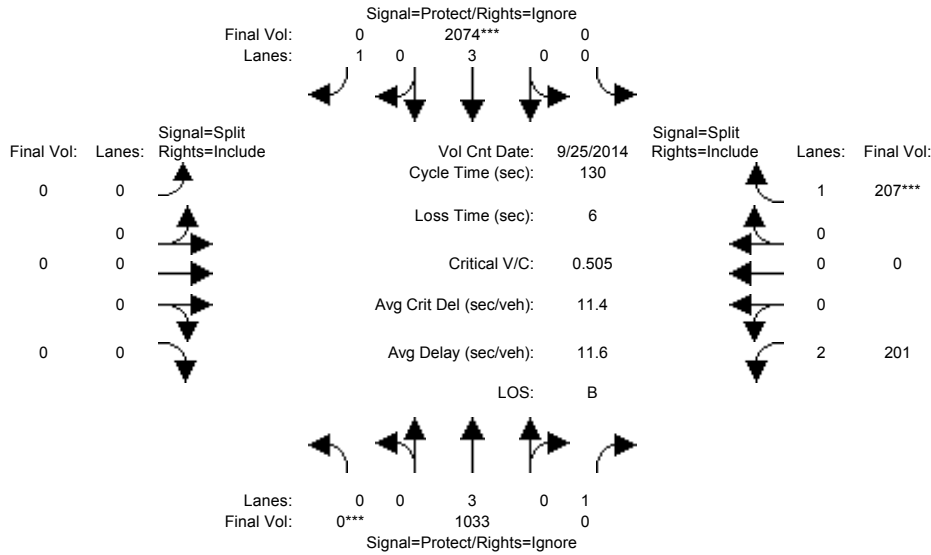 Signal=Protect/Rights=Ignore
Final Vol: 0 2074*** 0
Lanes: 1 0 3 0 0
Signal=Split Signal=Split
Final Vol: Lanes: Rights=Include Vol Cnt Date: 9/25/2014 Rights=Include Lanes: Final Vol:
Cycle Time (sec): 130
0 0 1 207***
Loss Time (sec): 6
0 0
0 0 Critical V/C: 0.505 0 0
0 Avg Crit Del (sec/veh): 11.4 0
0 0 Avg Delay (sec/veh): 11.6 2 201
LOS: B
Lanes: 0 0 3 0 1
Final Vol: 0*** 1033 0
Signal=Protect/Rights=Ignore